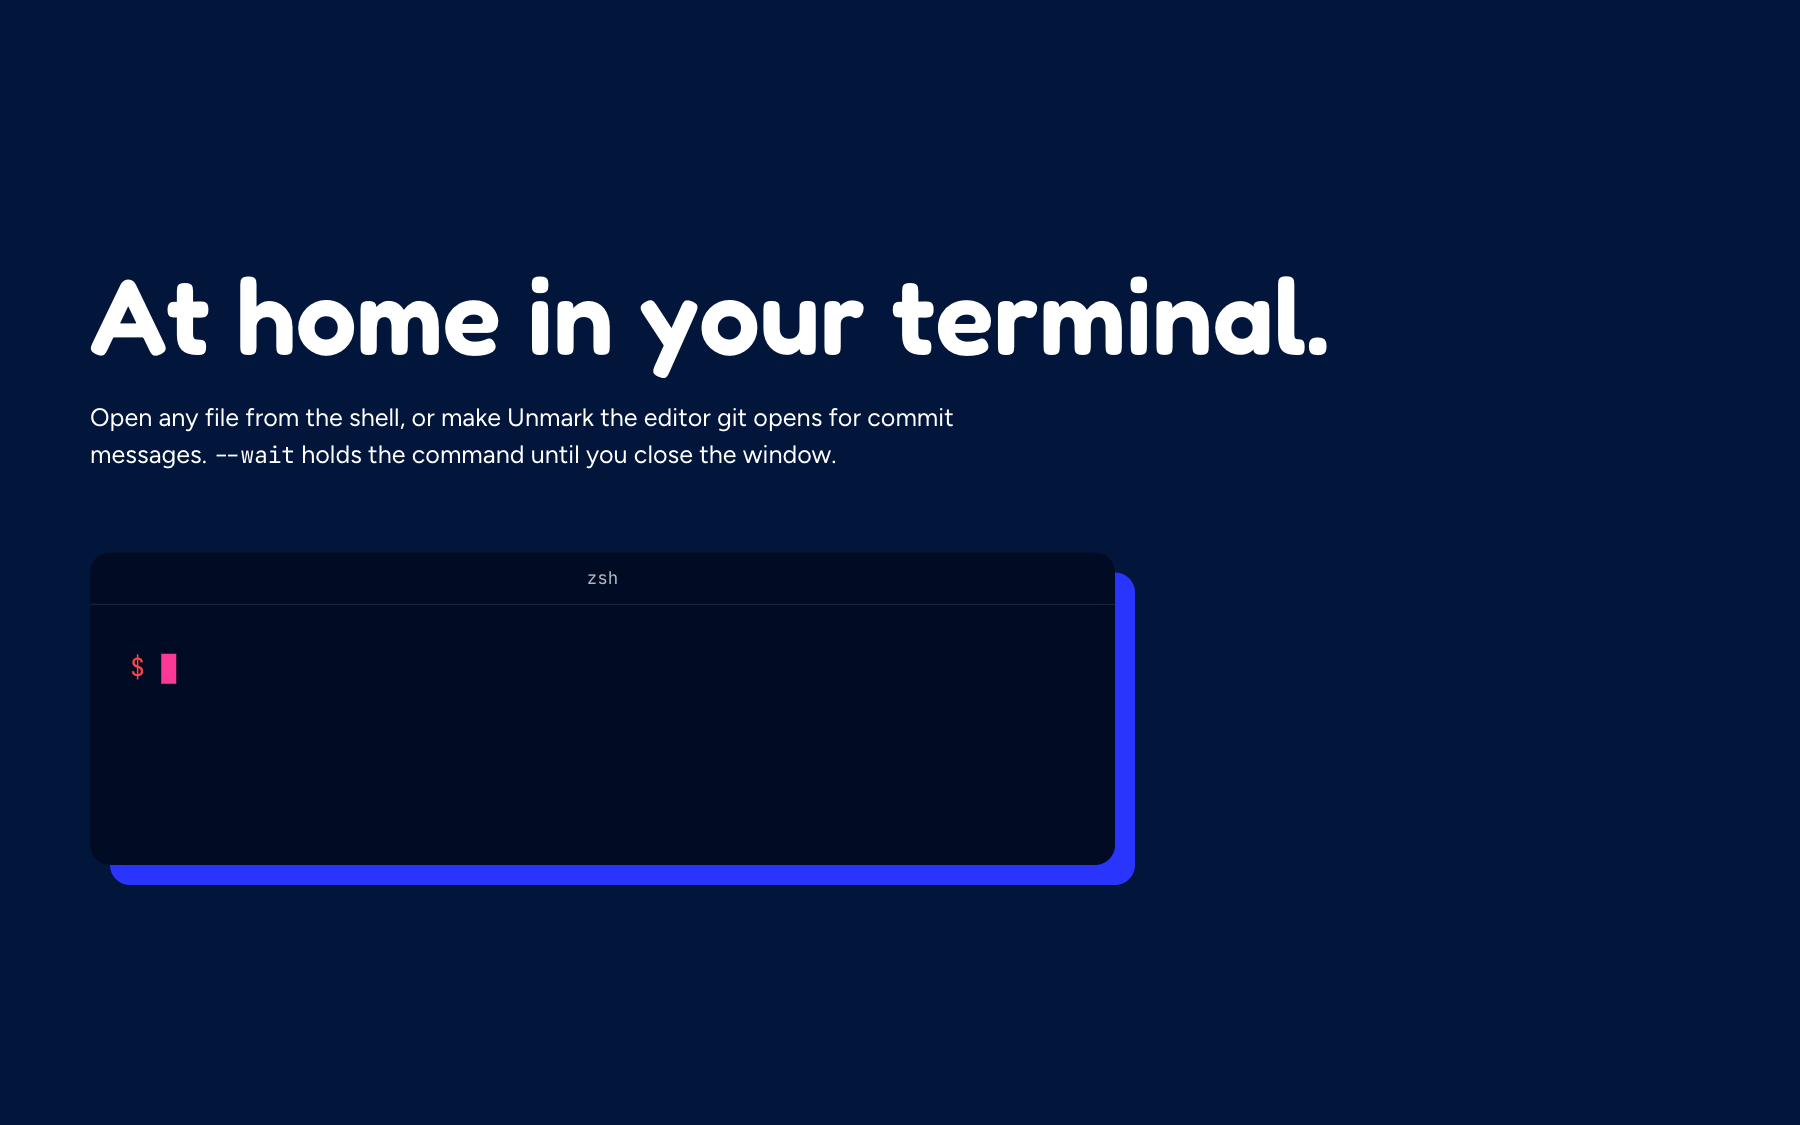 At home in your terminal.
Open any file from the shell, or make Unmark the editor git opens for commit
messages. --wait holds the command until you close the window.
zsh
$